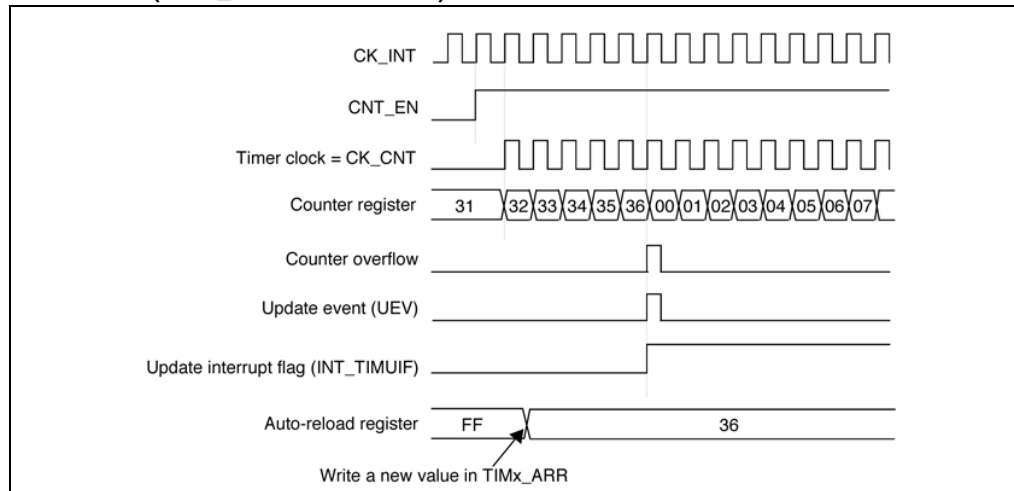 CK_INT
CNT_EN
Timer clock = CK_CNT
Counter register 31 32 33 34 35 36 00 01 02 03 04 05 06 07
Counter overflow
Update event (UEV)
Update interrupt flag (INT_TIMUIF)
Auto-reload register FF 36
Write a new value in TIMx_ARR